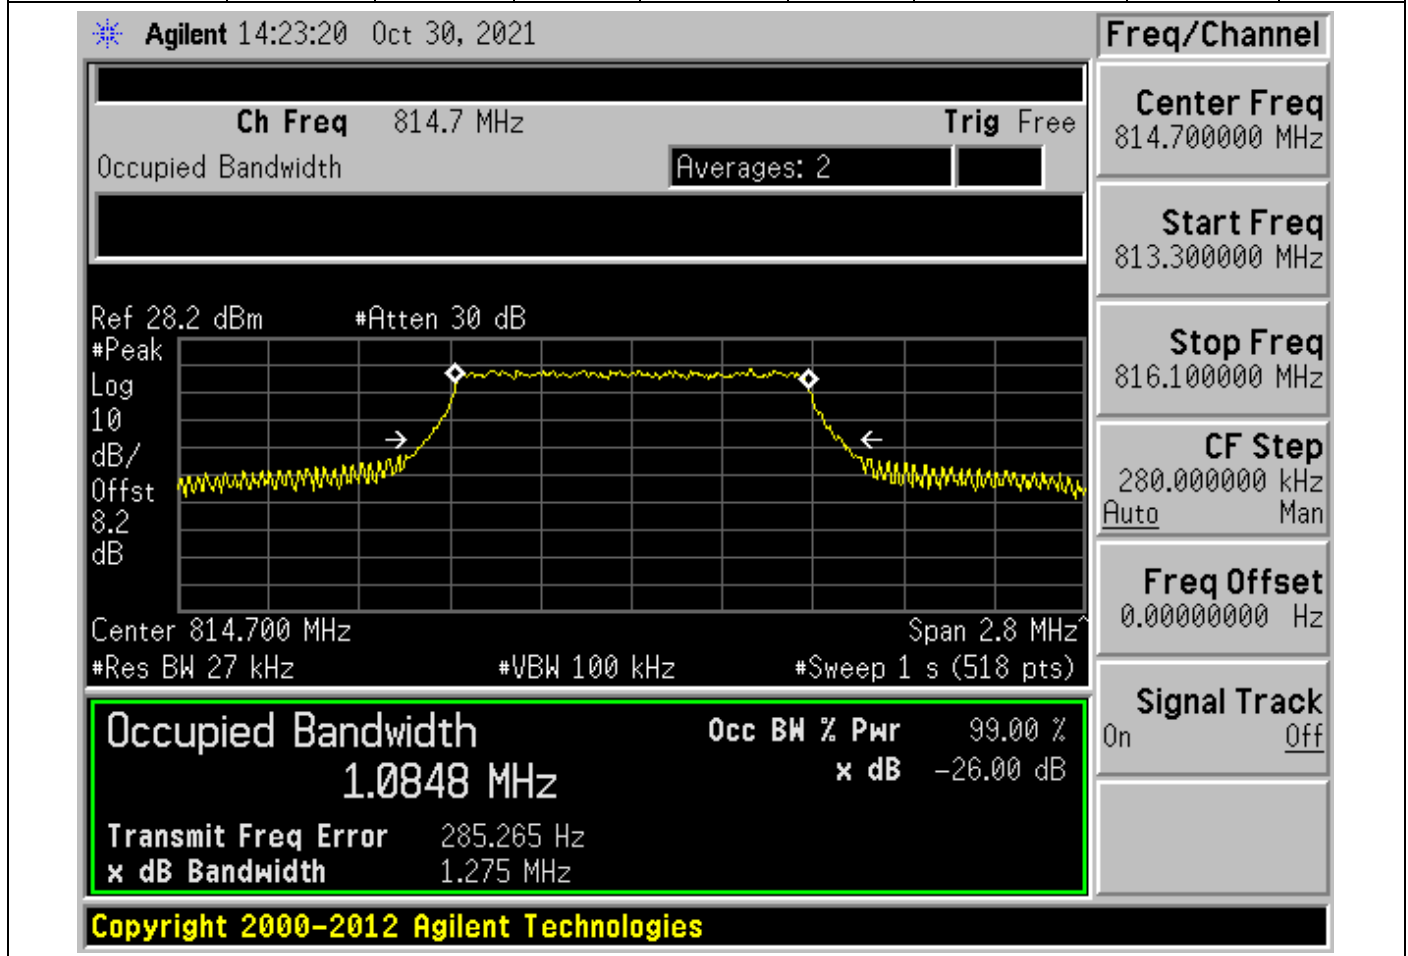 Agilent 14:23:20 Oct 30, 2021
Freq/Channel
Ch Freq 814.7 MHz
Trig Free
Occupied Bandwidth
Averages: 2
Center Freq
814.700000 MHz
Start Freq
813.300000 MHz
Stop Freq
816.100000 MHz
CF Step
280.000000 kHz
Auto Man
Freq Offset
0.00000000 Hz
Signal Track
On Off
Ref 28.2 dBm #Atten 30 dB
#Peak
Log
10
dB/
Offst
8.2
dB
Center 814.700 MHz Span 2.8 MHz^
#Res BW 27 kHz #VBW 100 kHz #Sweep 1 s (518 pts)
Occupied Bandwidth
1.0848 MHz
Occ BW % Pwr 99.00 %
x dB -26.00 dB
Transmit Freq Error 285.265 Hz
x dB Bandwidth 1.275 MHz
Copyright 2000-2012 Agilent Technologies